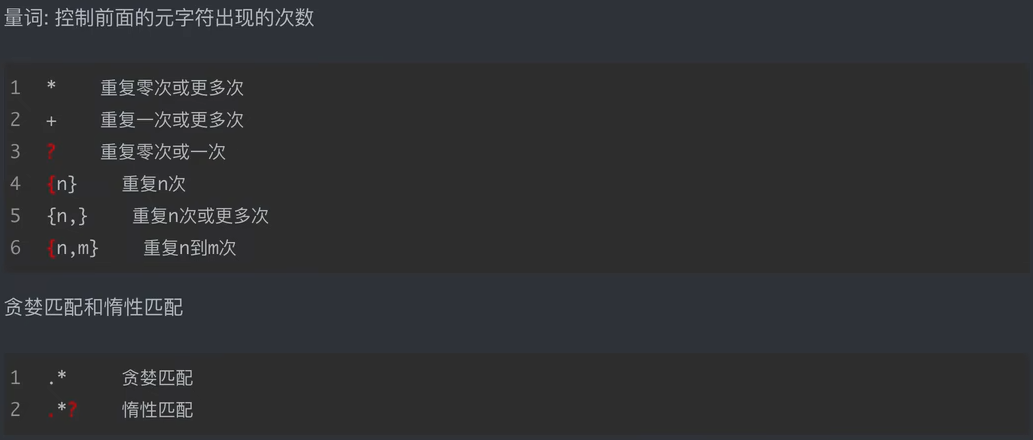 量词: 控制前面的元字符出现的次数
1 * 重复零次或更多次
2 + 重复一次或更多次
3 ? 重复零次或一次
4 {n} 重复n次
5 {n,} 重复n次或更多次
6 {n,m} 重复n到m次
贪婪匹配和惰性匹配
1 .* 贪婪匹配
2 .*? 惰性匹配